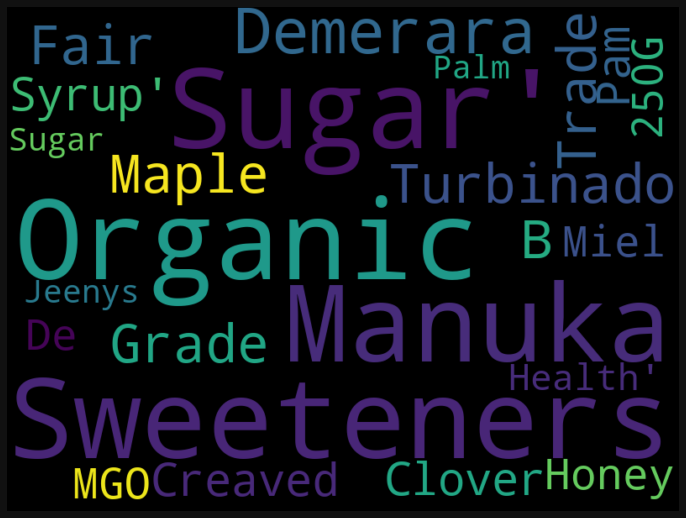 Fair
Demerara
Trade
Pam
250G
Palm
Syrup'
Sugar'
Sugar
Maple
Turbinado
Organic
B
Miel
Jeenys
Manuka
De
Grade
Health'
Sweeteners
MGO
Creaved
Clover
Honey